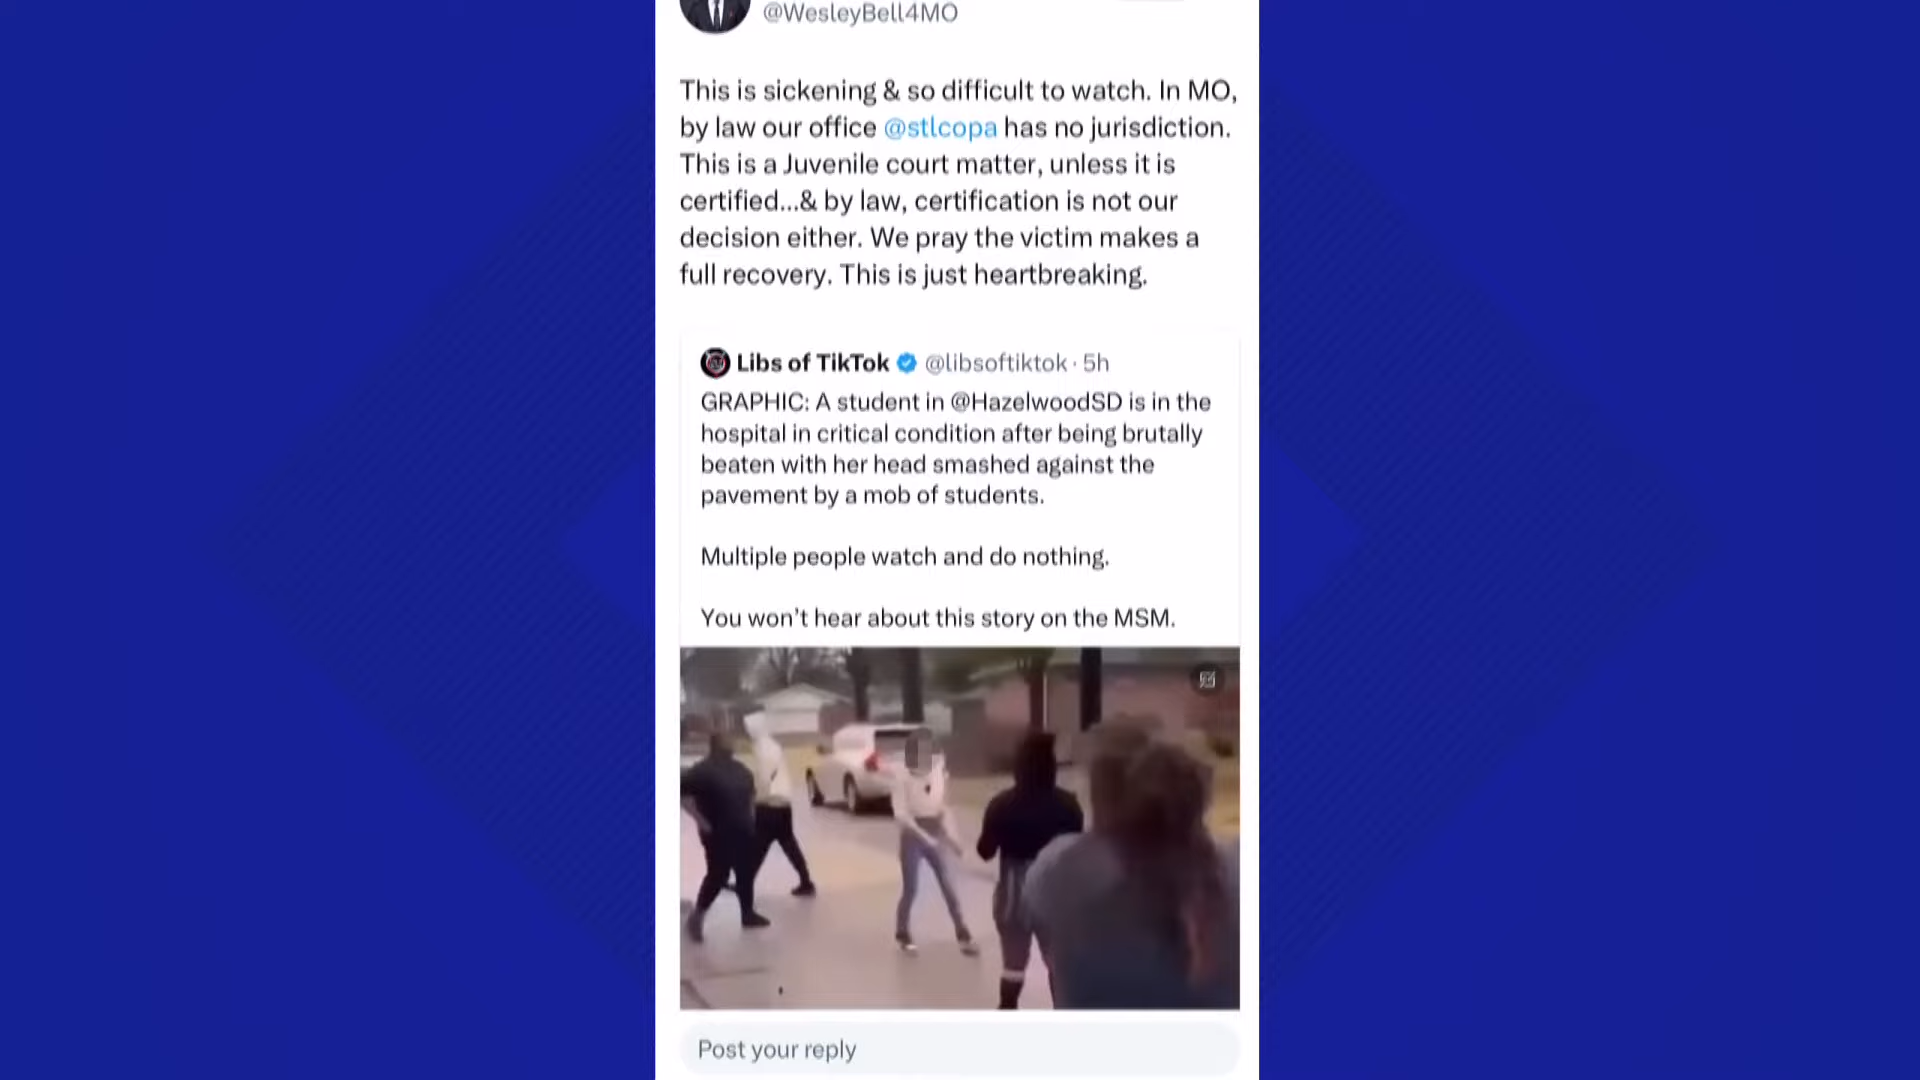 @WesleyBell4MO
This is sickening & so difficult to watch. In MO,
by law our office @stlcopa has no jurisdiction.
This is a Juvenile court matter, unless it is
certified...& by law, certification is not our
decision either. We pray the victim makes a
full recovery. This is just heartbreaking.
Libs of TikTok @libsoftiktok · 5h
GRAPHIC: A student in @HazelwoodSD is in the
hospital in critical condition after being brutally
beaten with her head smashed against the
pavement by a mob of students.
Multiple people watch and do nothing.
You won't hear about this story on the MSM.
Post your reply